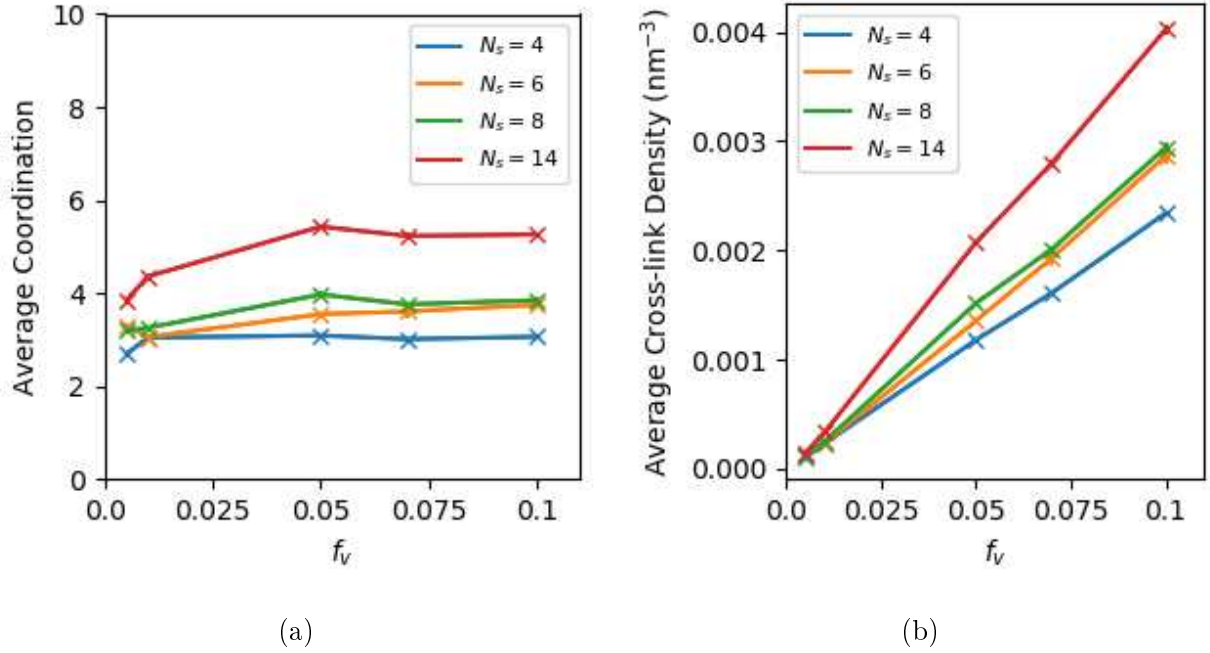 10
8
6
4
2
0
Average Coordination
N_s = 4
N_s = 6
N_s = 8
N_s = 14
0.0 0.025 0.05 0.075 0.1
f_v
(a)
0.004
0.003
0.002
0.001
0.000
Average Cross-link Density (nm⁻³)
N_s = 4
N_s = 6
N_s = 8
N_s = 14
0.0 0.025 0.05 0.075 0.1
f_v
(b)